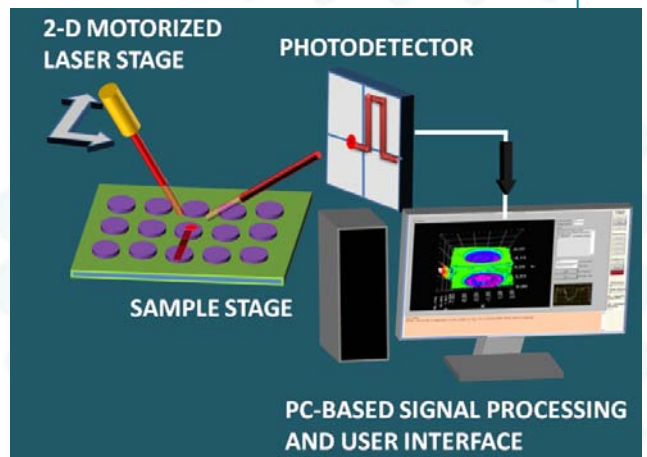 2-D MOTORIZED
LASER STAGE
PHOTODETECTOR
SAMPLE STAGE
PC-BASED SIGNAL PROCESSING
AND USER INTERFACE